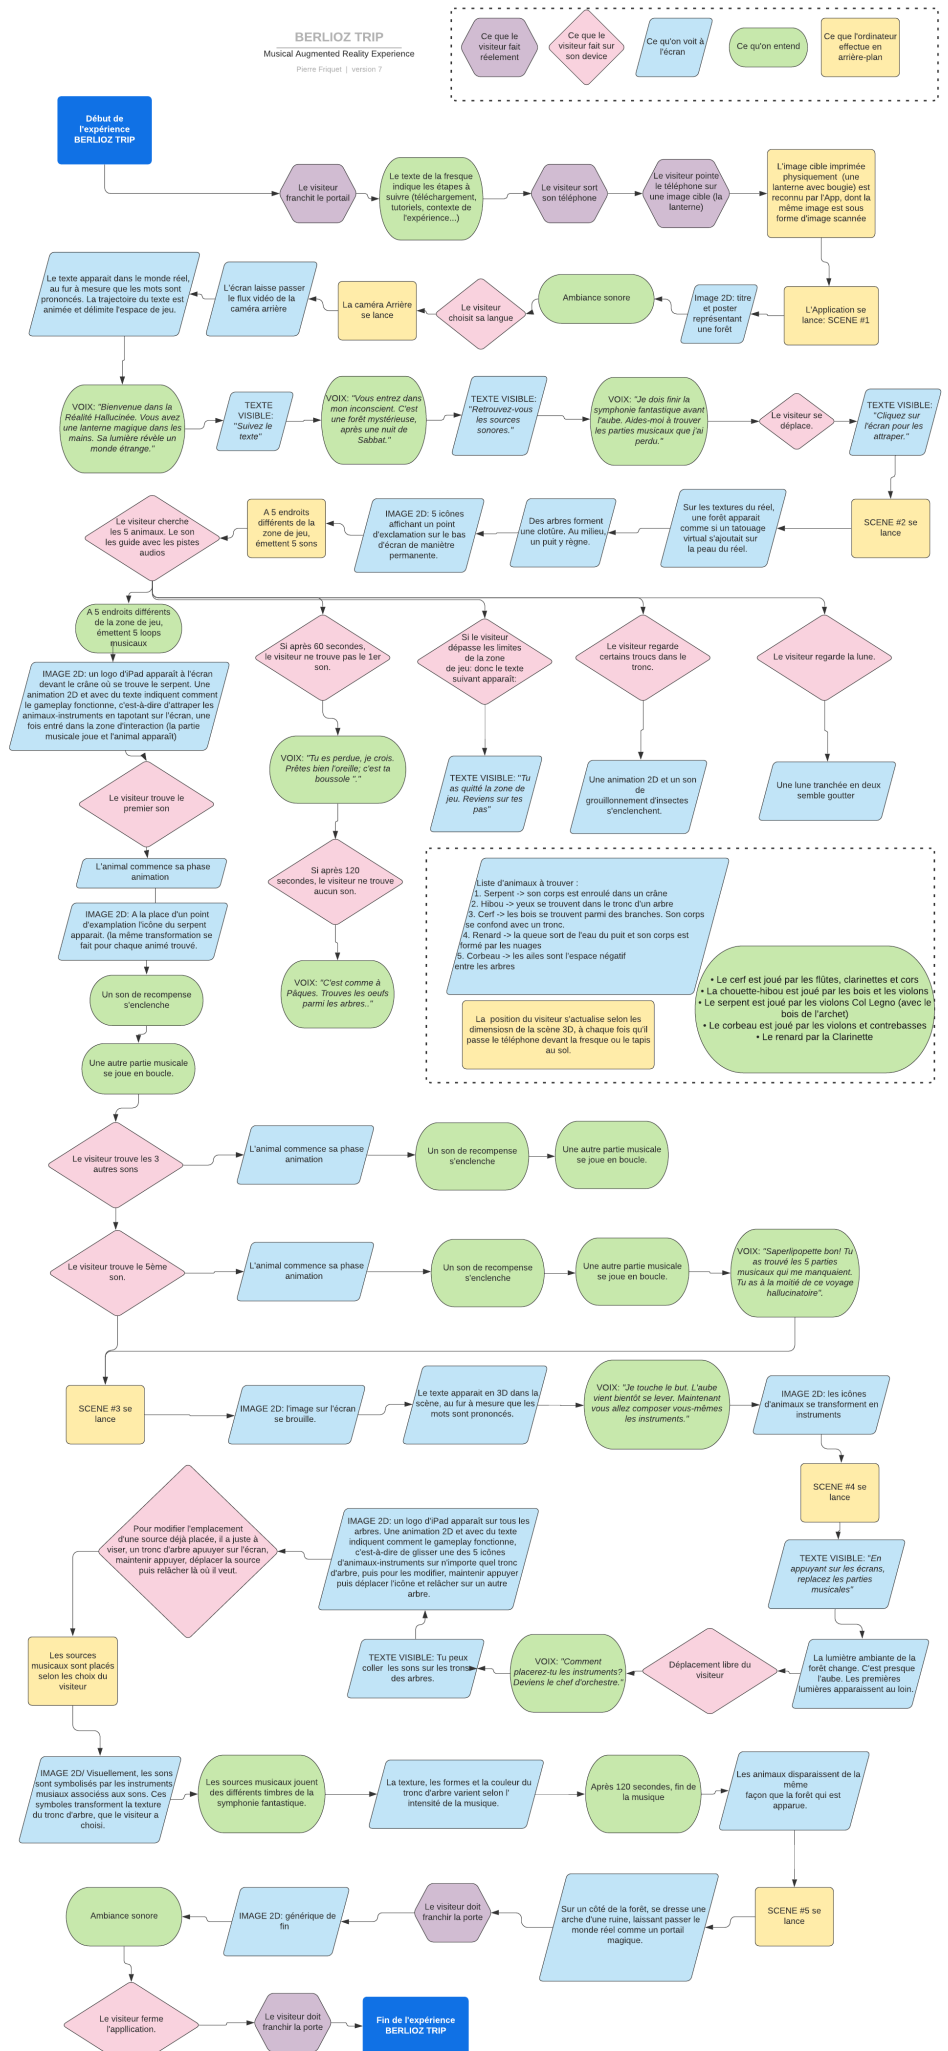 BERLIOZ TRIP
Musical Augmented Reality Experience
Pierre Friquet | version 7
Ce que le
visiteur fait
réelement
Ce que le
visiteur fait sur
son device
Ce qu'on voit à
l'écran
Ce qu'on entend
Ce que l'ordinateur
effectue en
arrière-plan
Début de
l'expérience
BERLIOZ TRIP
Le visiteur
franchit le portail
Le texte de la fresque
indique les étapes à
suivre (téléchargement,
tutoriels, contexte de
l'expérience...)
Le visiteur sort
son téléphone
Le visiteur pointe
le téléphone sur
une image cible (la
lanterne)
L'image cible imprimée
physiquement (une
lanterne avec bougie) est
reconnu par l'App, dont la
même image est sous
forme d'image scannée
L'Application se
lance: SCENE #1
Image 2D: titre
et poster
représentant
une forêt
Ambiance sonore
Le visiteur
choisit sa langue
La caméra Arrière
se lance
L'écran laisse passer
le flux vidéo de la
caméra arrière
Le texte apparait dans le monde réel,
au fur à mesure que les mots sont
prononcés. La trajectoire du texte est
animée et délimite l'espace de jeu.
VOIX: "Bienvenue dans la
Réalité Hallucinée. Vous avez
une lanterne magique dans les
mains. Sa lumière révèle un
monde étrange."
TEXTE
VISIBLE:
"Suivez le
texte"
VOIX: "Vous entrez dans
mon inconscient. C'est
une forêt mystérieuse,
après une nuit de
Sabbat."
TEXTE VISIBLE:
"Retrouvez-vous
les sources
sonores."
VOIX: "Je dois finir la
symphonie fantastique avant
l'aube. Aides-moi à trouver
les parties musicales que j'ai
perdu."
Le visiteur se
déplace.
TEXTE VISIBLE:
"Cliquez sur
l'écran pour les
attraper."
SCENE #2 se
lance
Sur les textures du réel,
une forêt apparait
comme si un tatouage
virtual s'ajoutait sur
la peau du réel.
Des arbres forment
une clotûre. Au milieu,
un puit y règne.
IMAGE 2D: 5 icônes
affichant un point
d'exclamation sur le bas
d'écran de manière
permanente.
A 5 endroits
différents de la
zone de jeu,
émettent 5 sons
Le visiteur cherche
les 5 animaux. Le son
les guide avec les pistes
audios
A 5 endroits différents
de la zone de jeu,
émettent 5 loops
musicaux
Si après 60 secondes,
le visiteur ne trouve pas le 1er
son.
Si le visiteur
dépasse les limites
de la zone
de jeu: donc le texte
suivant apparaît:
Le visiteur regarde
certains troucs dans le
tronc.
Le visiteur regarde la lune.
IMAGE 2D: un logo d'iPad apparaît à l'écran
devant le crâne où se trouve le serpent. Une
animation 2D et avec du texte indiquent comment
le gameplay fonctionne, c'est-à-dire d'attraper les
animaux-instruments en tapotant sur l'écran, une
fois entré dans la zone d'interaction (la partie
musicale joue et l'animal apparaît)
VOIX: "Tu es perdue, je crois.
Prêtes bien l'oreille; c'est ta
boussole "."
TEXTE VISIBLE: "Tu
as quitté la zone de
jeu. Reviens sur tes
pas"
Une animation 2D et un son
de
grouillonnement d'insectes
s'enclenchent.
Une lune tranchée en deux
semble goutter
Le visiteur trouve le
premier son
L'animal commence sa phase
animation
Si après 120
secondes, le visiteur ne trouve
aucun son.
IMAGE 2D: A la place d'un point
d'examplation l'icône du serpent
apparait. (la même transformation se
fait pour chaque animé trouvé.
VOIX: "C'est comme à
Pâques. Trouves les oeufs
parmi les arbres.."
Liste d'animaux à trouver :
1. Serpent -> son corps est enroulé dans un crâne
2. Hibou -> yeux se trouvent dans le tronc d'un arbre
3. Cerf -> les bois se trouvent parmi des branches. Son corps
se confond avec un tronc.
4. Renard -> la queue sort de l'eau du puit et son corps est
formé par les nuages
5. Corbeau -> les ailes sont l'espace négatif
entre les arbres
• Le cerf est joué par les flûtes, clarinettes et cors
• La chouette-hibou est joué par les bois et les violons
• Le serpent est joué par les violons Col Legno (avec le
bois de l'archet)
• Le corbeau est joué par les violons et contrebasses
• Le renard par la Clarinette
La position du visiteur s'actualise selon les
dimensiosn de la scène 3D, à chaque fois qu'il
passe le téléphone devant la fresque ou le tapis
au sol.
Un son de recompense
s'enclenche
Une autre partie musicale
se joue en boucle.
Le visiteur trouve les 3
autres sons
L'animal commence sa phase
animation
Un son de recompense
s'enclenche
Une autre partie musicale
se joue en boucle.
Le visiteur trouve le 5ème
son.
L'animal commence sa phase
animation
Un son de recompense
s'enclenche
Une autre partie musicale
se joue en boucle.
VOIX: "Saperlipopette bon! Tu
as trouvé les 5 parties
musicaux qui me manquaient.
Tu as à la moitié de ce voyage
hallucinatoire".
SCENE #3 se
lance
IMAGE 2D: l'image sur l'écran
se brouille.
Le texte apparait en 3D dans la
scène, au fur à mesure que les
mots sont prononcés.
VOIX: "Je touche le but. L'aube
vient bientôt se lever. Maintenant
vous allez composer vous-mêmes
les instruments."
IMAGE 2D: les icônes
d'animaux se transforment en
instruments
SCENE #4 se
lance
TEXTE VISIBLE: "En
appuyant sur les écrans,
replacez les parties
musicales"
La lumiètre ambiante de la
forêt change. C'est presque
l'aube. Les premières
lumières apparaissent au loin.
Déplacement libre du
visiteur
VOIX: "Comment
placerez-tu les instruments?
Deviens le chef d'orchestre."
TEXTE VISIBLE: Tu peux
coller les sons sur les trons
des arbres.
IMAGE 2D: un logo d'iPad apparaît sur tous les
arbres. Une animation 2D et avec du texte
indiquent comment le gameplay fonctionne,
c'est-à-dire de glisser une des 5 icônes
d'animaux-instruments sur n'importe quel tronc
d'arbre, puis pour les modifier, maintenir appuyer
puis déplacer l'icône et relâcher sur un autre
arbre.
Pour modifier l'emplacement
d'une source déjà placée, il a juste à
viser, un tronc d'arbre apuuyer sur l'écran,
maintenir appuyer, déplacer la source
puis relâcher là où il veut.
Les sources
musicaux sont placés
selon les choix du
visiteur
IMAGE 2D/ Visuellement, les sons
sont symbolisés par les instruments
musiaux associéss aux sons. Ces
symboles transforment la texture
du tronc d'arbre, que le visiteur a
choisi.
Les sources musicaux jouent
des différents timbres de la
symphonie fantastique.
La texture, les formes et la couleur du
tronc d'arbre varient selon l'
intensité de la musique.
Après 120 secondes, fin de
la musique
Les animaux disparaissent de la
même
façon que la forêt qui est
apparue.
SCENE #5 se
lance
Sur un côté de la forêt, se dresse une
arche d'une ruine, laissant passer le
monde réel comme un portail
magique.
Le visiteur doit
franchir la porte
IMAGE 2D: générique de
fin
Ambiance sonore
Le visiteur ferme
l'appllication.
Le visiteur doit
franchir la porte
Fin de l'expérience
BERLIOZ TRIP